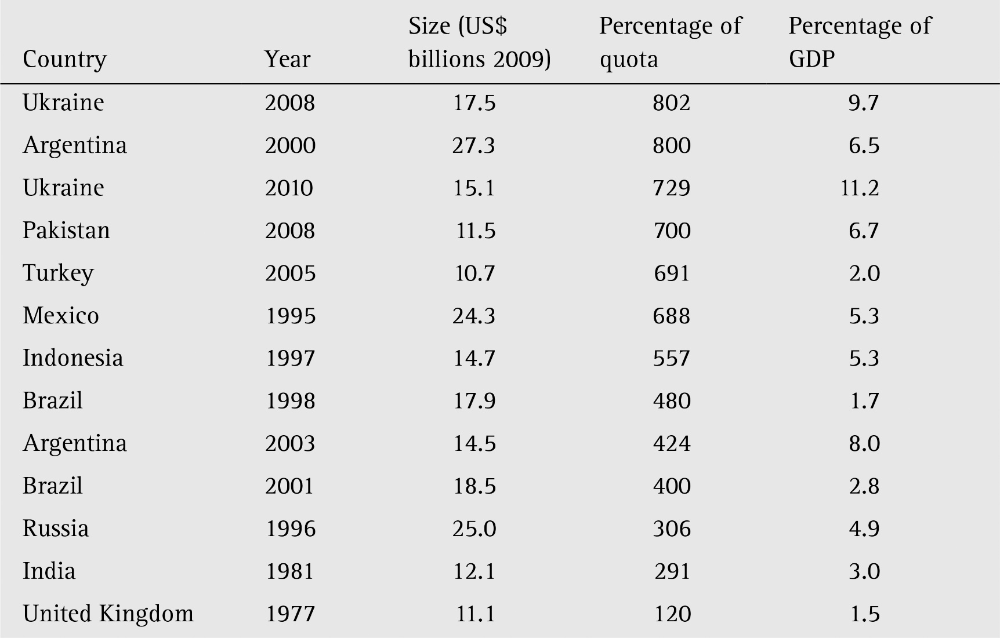 Size (US$ Percentage of Percentage of
Country Year billions 2009) quota GDP
Ukraine 2008 17.5 802 9.7
Argentina 2000 27.3 800 6.5
Ukraine 2010 15.1 729 11.2
Pakistan 2008 11.5 700 6.7
Turkey 2005 10.7 691 2.0
Mexico 1995 24.3 688 5.3
Indonesia 1997 14.7 557 5.3
Brazil 1998 17.9 480 1.7
Argentina 2003 14.5 424 8.0
Brazil 2001 18.5 400 2.8
Russia 1996 25.0 306 4.9
India 1981 12.1 291 3.0
United Kingdom 1977 11.1 120 1.5